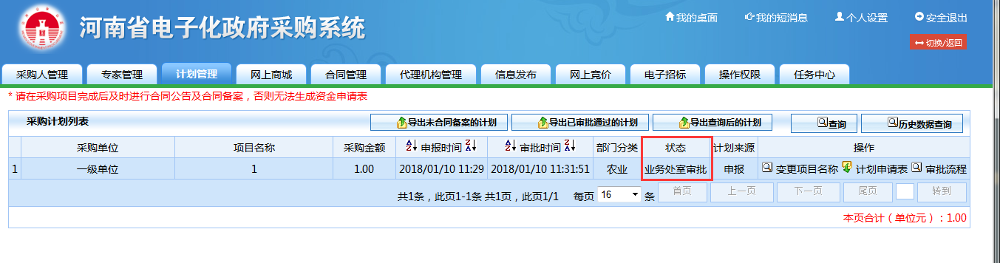 我的桌面 我的短消息 个人设置 安全退出
河南省电子化政府采购系统
切换/返回
采购人管理 专家管理 计划管理 网上商城 合同管理 代理机构管理 信息发布 网上竞价 电子招标 操作权限 任务中心
* 请在采购项目完成后及时进行合同公告及合同备案，否则无法生成资金申请表
采购计划列表 导出未合同备案的计划 导出已审批通过的计划 导出查询后的计划 查询 历史数据查询
采购单位 项目名称 采购金额 申报时间 审批时间 部门分类 状态 计划来源 操作
1 一级单位 1 1.00 2018/01/10 11:29 2018/01/10 11:31:51 农业 业务处室审批 申报 变更项目名称 计划申请表 审批流程
共1条，此页1-1条 共1页，此页1/1 每页 16 条 首页 上一页 下一页 尾页 转到
本页合计（单位元）：1.00